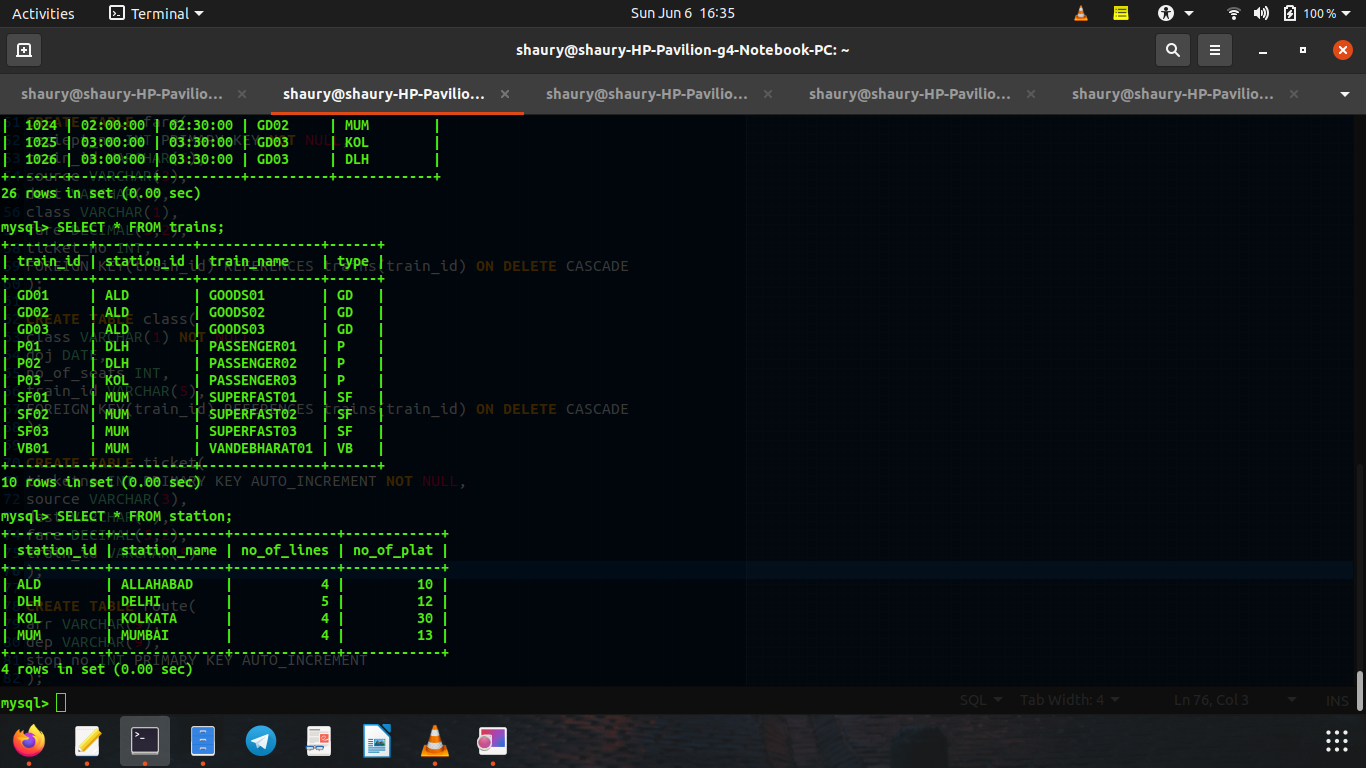 Activities Terminal Sun Jun 6 16:35 100 %
shaury@shaury-HP-Pavilion-g4-Notebook-PC: ~
shaury@shaury-HP-Pavilio... × shaury@shaury-HP-Pavilio... × shaury@shaury-HP-Pavilio... × shaury@shaury-HP-Pavilio... × shaury@shaury-HP-Pavilio... ×
| 1024 | 02:00:00 | 02:30:00 | GD02 | MUM |
| 1025 | 03:00:00 | 03:30:00 | GD03 | KOL |
| 1026 | 03:00:00 | 03:30:00 | GD03 | DLH |
+------+----------+----------+----------+------------+
26 rows in set (0.00 sec)
mysql> SELECT * FROM trains;
+----------+------------+---------------+------+
| train_id | station_id | train_name | type |
+----------+------------+---------------+------+
| GD01 | ALD | GOODS01 | GD |
| GD02 | ALD | GOODS02 | GD |
| GD03 | ALD | GOODS03 | GD |
| P01 | DLH | PASSENGER01 | P |
| P02 | DLH | PASSENGER02 | P |
| P03 | KOL | PASSENGER03 | P |
| SF01 | MUM | SUPERFAST01 | SF |
| SF02 | MUM | SUPERFAST02 | SF |
| SF03 | MUM | SUPERFAST03 | SF |
| VB01 | MUM | VANDEBHARAT01 | VB |
+----------+------------+---------------+------+
10 rows in set (0.00 sec)
mysql> SELECT * FROM station;
+------------+--------------+-------------+------------+
| station_id | station_name | no_of_lines | no_of_plat |
+------------+--------------+-------------+------------+
| ALD | ALLAHABAD | 4 | 10 |
| DLH | DELHI | 5 | 12 |
| KOL | KOLKATA | 4 | 30 |
| MUM | MUMBAI | 4 | 13 |
+------------+--------------+-------------+------------+
4 rows in set (0.00 sec)
mysql>
SQL Tab Width: 4 Ln 76, Col 3 INS